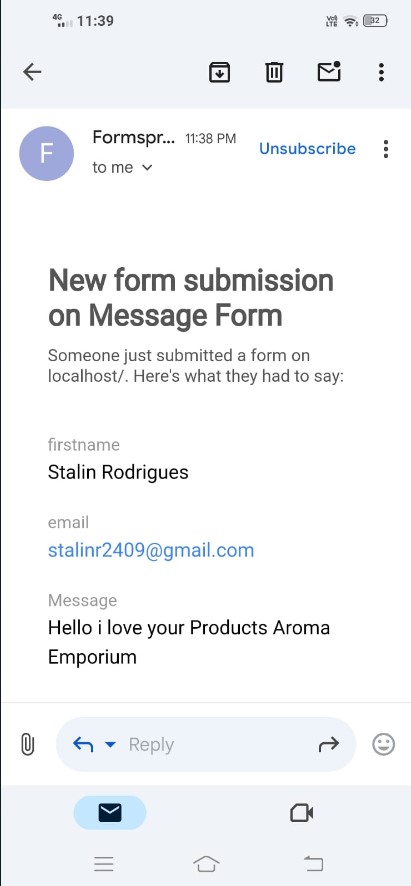 4G 11:39 Vo) LTE 32
F
Formspr... 11:38 PM Unsubscribe
to me
New form submission
on Message Form
Someone just submitted a form on
localhost/. Here's what they had to say:
firstname
Stalin Rodrigues
email
stalinr2409@gmail.com
Message
Hello i love your Products Aroma
Emporium
Reply